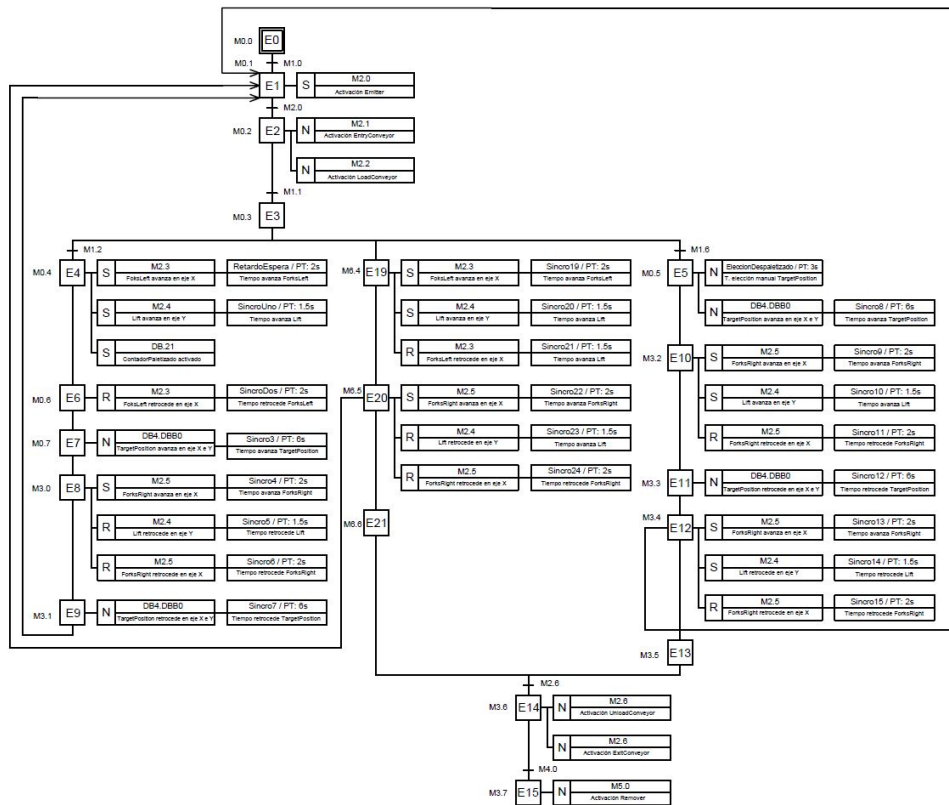 M0.0
E0
M1.0
M0.1
E1
S
M2.0
Activación Emitter
M2.0
M0.2
E2
N
M2.1
Activación EntryConveyor
N
M2.2
Activación LoadConveyor
M1.1
M0.3
E3
M1.2
M0.4
E4
S
M2.3
FoksLeft avanza en eje X
RetardoEspera / PT: 2s
Tiempo avanza ForksLeft
S
M2.4
Lift avanza en eje Y
SincroUno / PT: 1.5s
Tiempo avanza Lift
S
DB.21
ContadorPaletizado activado
M0.6
E6
R
M2.3
FoksLeft retrocede en eje X
SincroDos / PT: 2s
Tiempo retrocede ForksLeft
M0.7
E7
N
DB4.DBB0
TargetPosition avanza en eje X e Y
Sincro3 / PT: 6s
Tiempo avanza TargetPosition
M3.0
E8
S
M2.5
ForksRight avanza en eje X
Sincro4 / PT: 2s
Tiempo avanza ForksRight
R
M2.4
Lift retrocede en eje Y
Sincro5 / PT: 1.5s
Tiempo retrocede Lift
R
M2.5
ForksRight retrocede en eje X
Sincro6 / PT: 2s
Tiempo retrocede ForksRight
M3.1
E9
N
DB4.DBB0
TargetPosition retrocede en eje X e Y
Sincro7 / PT: 6s
Tiempo retrocede TargetPosition
M6.4
E19
S
M2.3
FoksLeft avanza en eje X
Sincro19 / PT: 2s
Tiempo avanza ForksLeft
S
M2.4
Lift avanza en eje Y
Sincro20 / PT: 1.5s
Tiempo avanza Lift
R
M2.3
ForksLeft retrocede en eje X
Sincro21 / PT: 1.5s
Tiempo avanza Lift
M6.5
E20
S
M2.5
ForksRight avanza en eje X
Sincro22 / PT: 2s
Tiempo avanza ForksRight
R
M2.4
Lift retrocede en eje Y
Sincro23 / PT: 1.5s
Tiempo avanza Lift
R
M2.5
ForksRight retrocede en eje X
Sincro24 / PT: 2s
Tiempo retrocede ForksRight
M6.6
E21
M1.6
M0.5
E5
N
EleccionDespaletizado / PT: 3s
T. elección manual TargetPosition
N
DB4.DBB0
TargetPosition avanza en eje X e Y
Sincro8 / PT: 6s
Tiempo avanza TargetPosition
M3.2
E10
S
M2.5
ForksRight avanza en eje X
Sincro9 / PT: 2s
Tiempo avanza ForksRight
S
M2.4
Lift avanza en eje Y
Sincro10 / PT: 1.5s
Tiempo avanza Lift
R
M2.5
ForksRight retrocede en eje X
Sincro11 / PT: 2s
Tiempo retrocede ForksRight
M3.3
E11
N
DB4.DBB0
TargetPosition retrocede en eje X e Y
Sincro12 / PT: 6s
Tiempo retrocede TargetPosition
M3.4
E12
S
M2.5
ForksRight avanza en eje X
Sincro13 / PT: 2s
Tiempo avanza ForksRight
S
M2.4
Lift retrocede en eje Y
Sincro14 / PT: 1.5s
Tiempo retrocede Lift
R
M2.5
ForksRight retrocede en eje X
Sincro15 / PT: 2s
Tiempo retrocede ForksRight
M3.5
E13
M2.6
M3.6
E14
N
M2.6
Activación UnloadConveyor
N
M2.6
Activación ExitConveyor
M4.0
M3.7
E15
N
M5.0
Activación Remover